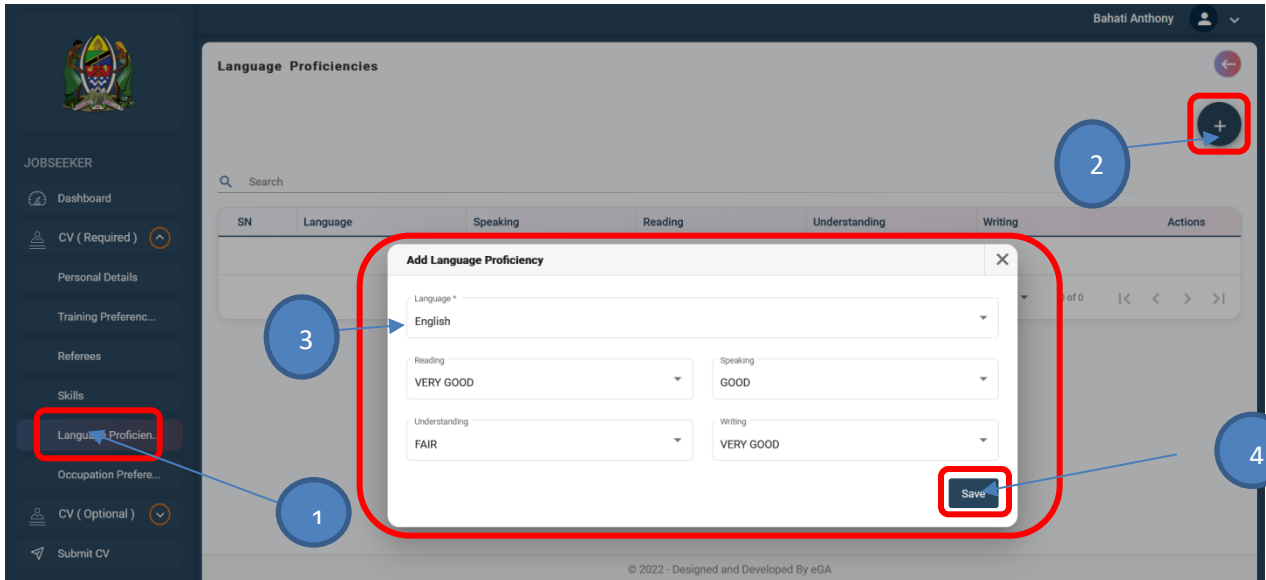 Bahati Anthony
Language Proficiencies
+
2
JOBSEEKER
Search
Dashboard
SN Language Speaking Reading Understanding Writing Actions
CV ( Required )
Add Language Proficiency
Personal Details
Language *
of 0
English
Training Preferenc...
3
Referees
Reading Speaking
VERY GOOD GOOD
Skills
Understanding Writing
Language Proficien...
FAIR VERY GOOD
4
Occupation Prefere...
Save
1
CV ( Optional )
Submit CV
© 2022 - Designed and Developed By eGA